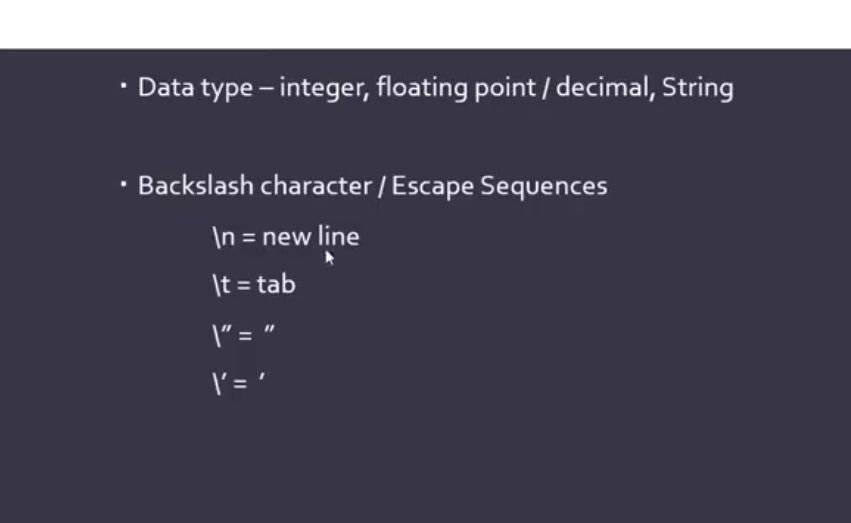 · Data type – integer, floating point / decimal, String
· Backslash character / Escape Sequences
\n = new line
\t = tab
\” = ”
\’ = ’